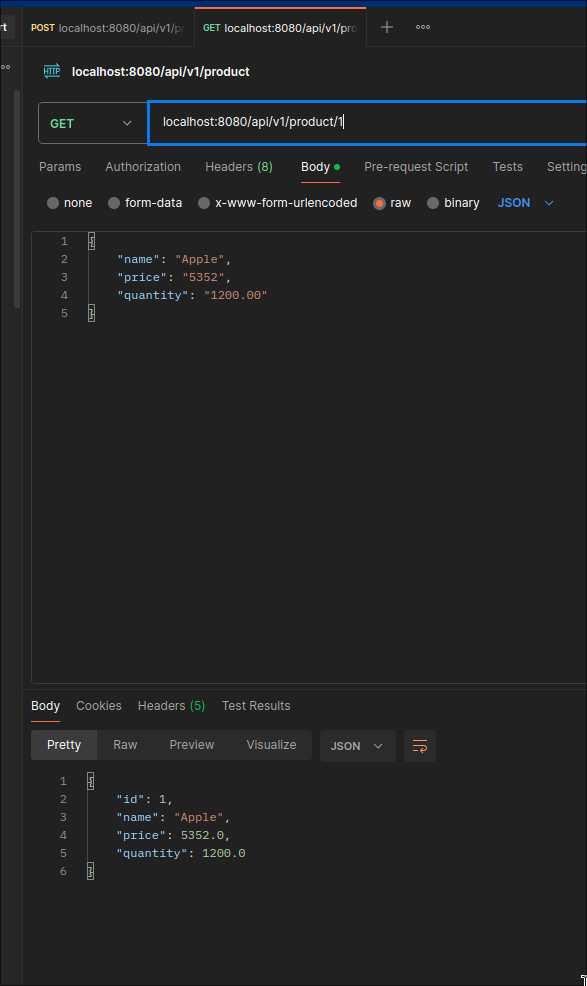 rt POST localhost:8080/api/v1/p GET localhost:8080/api/v1/pr
HTTP localhost:8080/api/v1/product
GET localhost:8080/api/v1/product/1
Params Authorization Headers (8) Body Pre-request Script Tests Setting
none form-data x-www-form-urlencoded raw binary JSON
1 {
2 "name": "Apple",
3 "price": "5352",
4 "quantity": "1200.00"
5 }
Body Cookies Headers (5) Test Results
Pretty Raw Preview Visualize JSON
1 {
2 "id": 1,
3 "name": "Apple",
4 "price": 5352.0,
5 "quantity": 1200.0
6 }